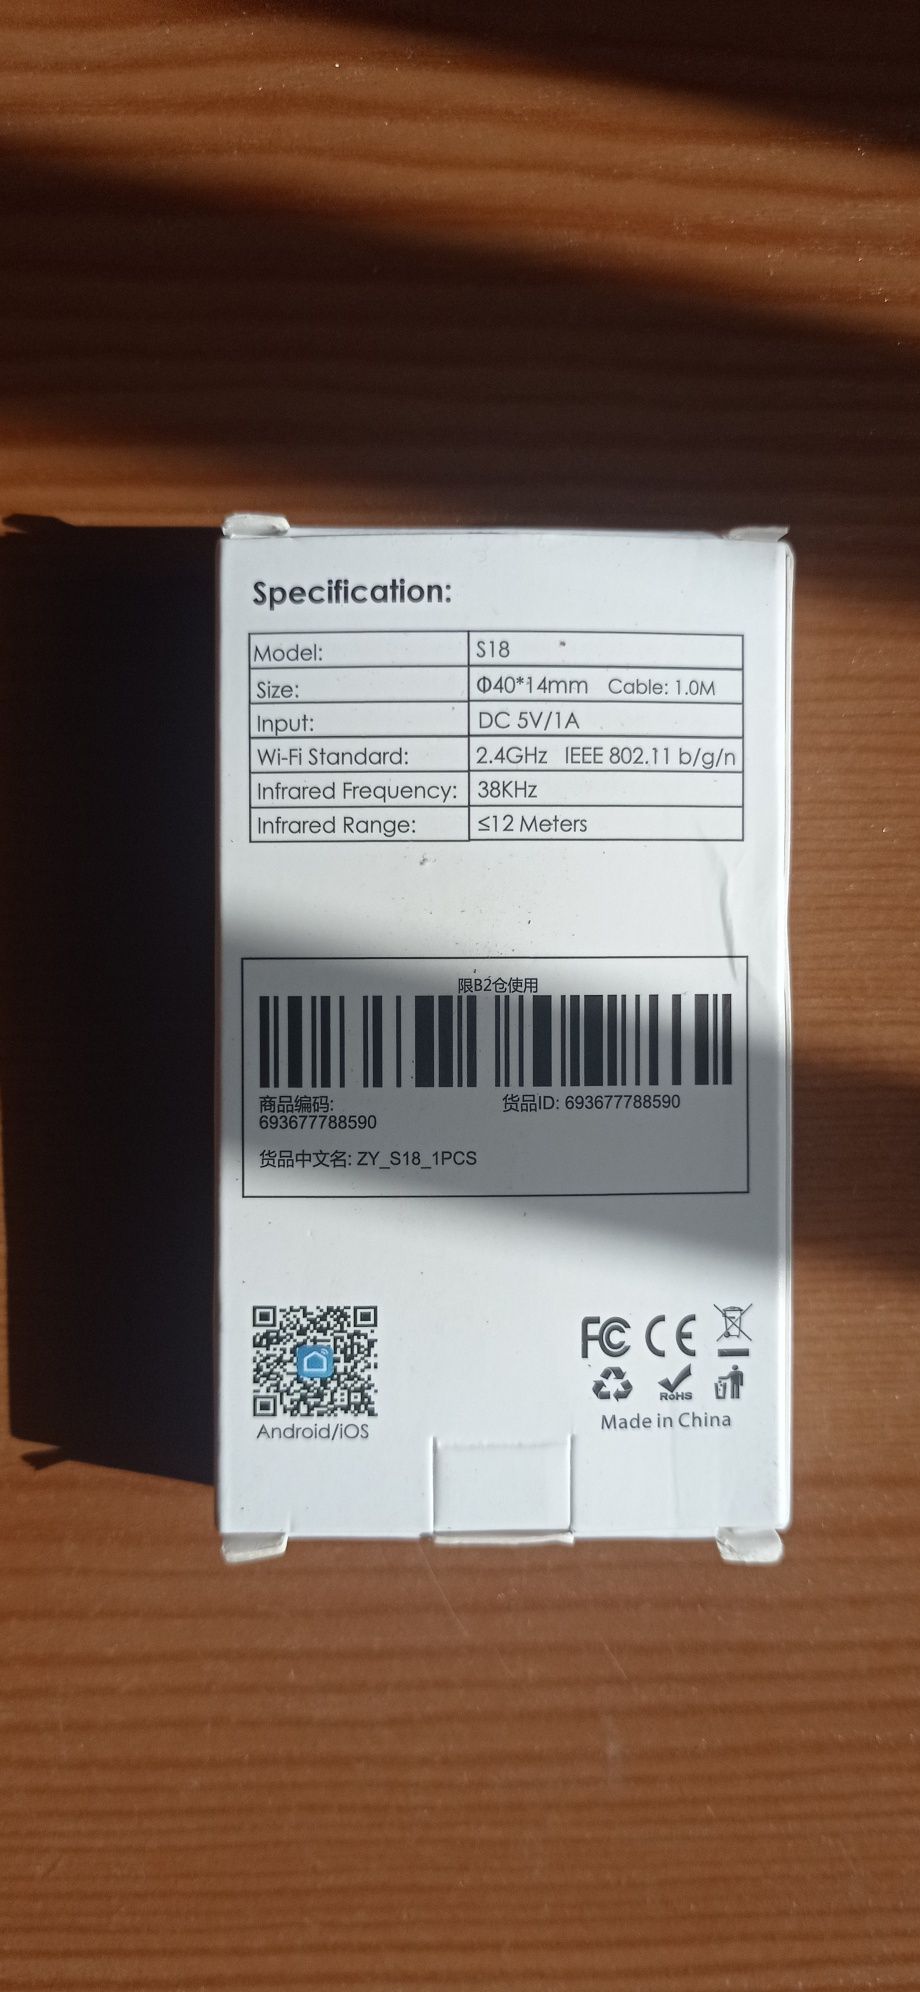 Specification:
Model: S18
Size: Φ40*14mm Cable: 1.0M
Input: DC 5V/1A
Wi-Fi Standard: 2.4GHz IEEE 802.11 b/g/n
Infrared Frequency: 38KHz
Infrared Range: ≤12 Meters
限B2仓使用
商品编码: 货品ID: 693677788590
693677788590
货品中文名: ZY_S18_1PCS
FC CE
RoHS
Android/iOS Made in China